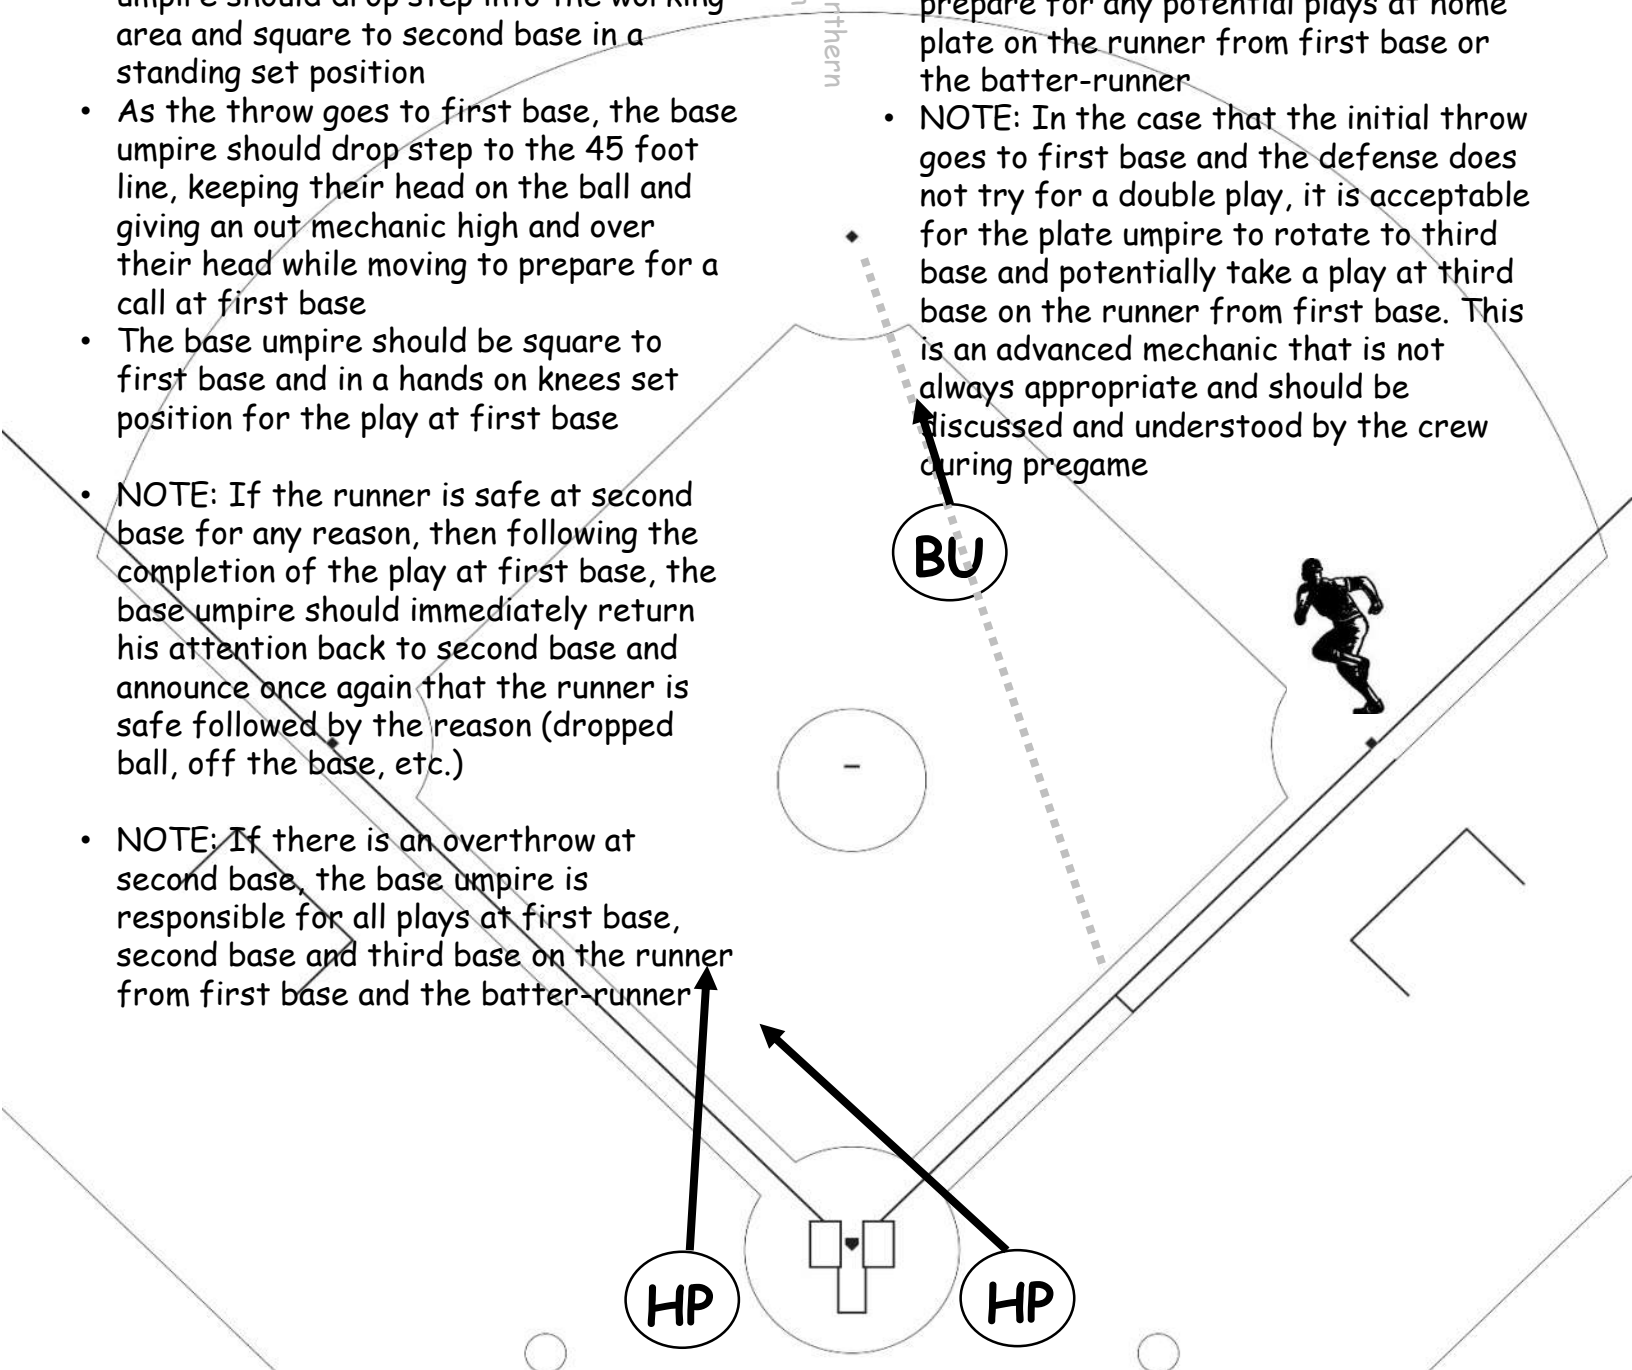 umpire should drop step into the working
area and square to second base in a
standing set position
• As the throw goes to first base, the base
umpire should drop step to the 45 foot
line, keeping their head on the ball and
giving an out mechanic high and over
their head while moving to prepare for a
call at first base
• The base umpire should be square to
first base and in a hands on knees set
position for the play at first base
• NOTE: If the runner is safe at second
base for any reason, then following the
completion of the play at first base, the
base umpire should immediately return
his attention back to second base and
announce once again that the runner is
safe followed by the reason (dropped
ball, off the base, etc.)
• NOTE: If there is an overthrow at
second base, the base umpire is
responsible for all plays at first base,
second base and third base on the runner
from first base and the batter-runner
thern
prepare for any potential plays at home
plate on the runner from first base or
the batter-runner
• NOTE: In the case that the initial throw
goes to first base and the defense does
not try for a double play, it is acceptable
for the plate umpire to rotate to third
base and potentially take a play at third
base on the runner from first base. This
is an advanced mechanic that is not
always appropriate and should be
discussed and understood by the crew
during pregame
BU
HP
HP